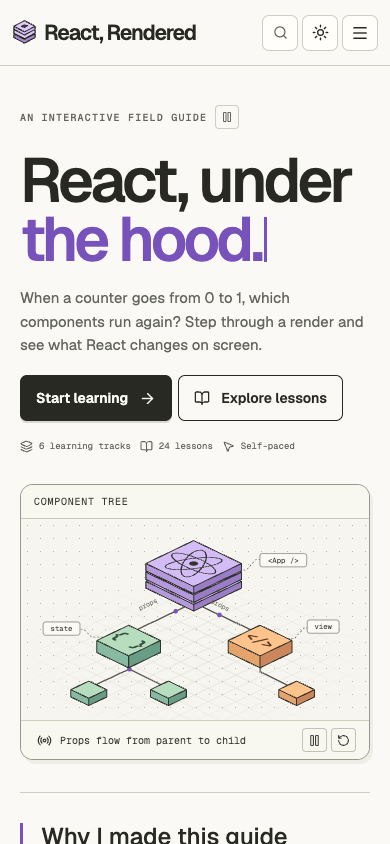 React, Rendered
AN INTERACTIVE FIELD GUIDE
React, under
the hood.
When a counter goes from 0 to 1, which
components run again? Step through a render and
see what React changes on screen.
Start learning
Explore lessons
6 learning tracks 24 lessons Self-paced
COMPONENT TREE
<App />
props props
state
view
</>
Props flow from parent to child
Why I made this guide